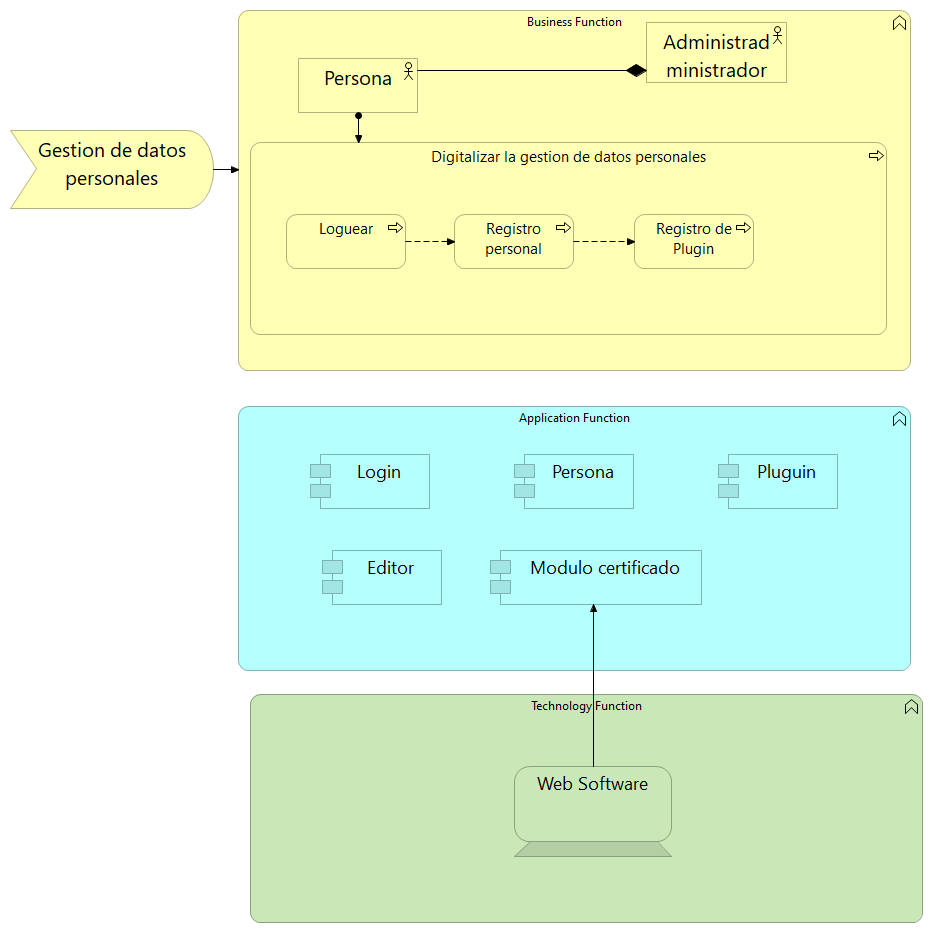 Business Function
Administrad
ministrador
Persona
Gestion de datos
personales
Digitalizar la gestion de datos personales
Loguear
Registro
personal
Registro de
Plugin
Application Function
Login
Persona
Pluguin
Editor
Modulo certificado
Technology Function
Web Software